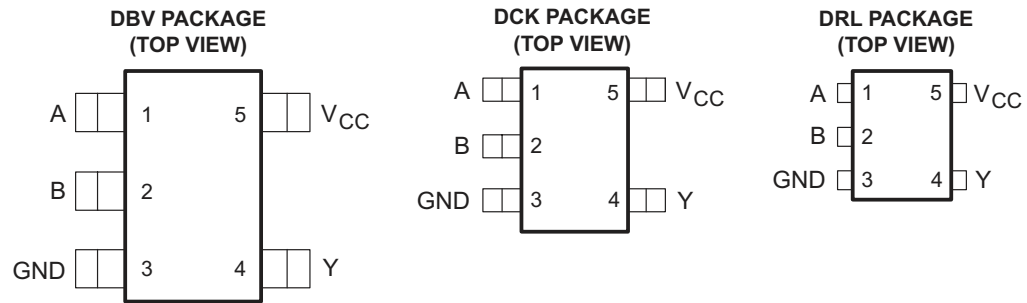 DBV PACKAGE
(TOP VIEW)
A 1 5 VCC
B 2
GND 3 4 Y
DCK PACKAGE
(TOP VIEW)
A 1 5 VCC
B 2
GND 3 4 Y
DRL PACKAGE
(TOP VIEW)
A 1 5 VCC
B 2
GND 3 4 Y